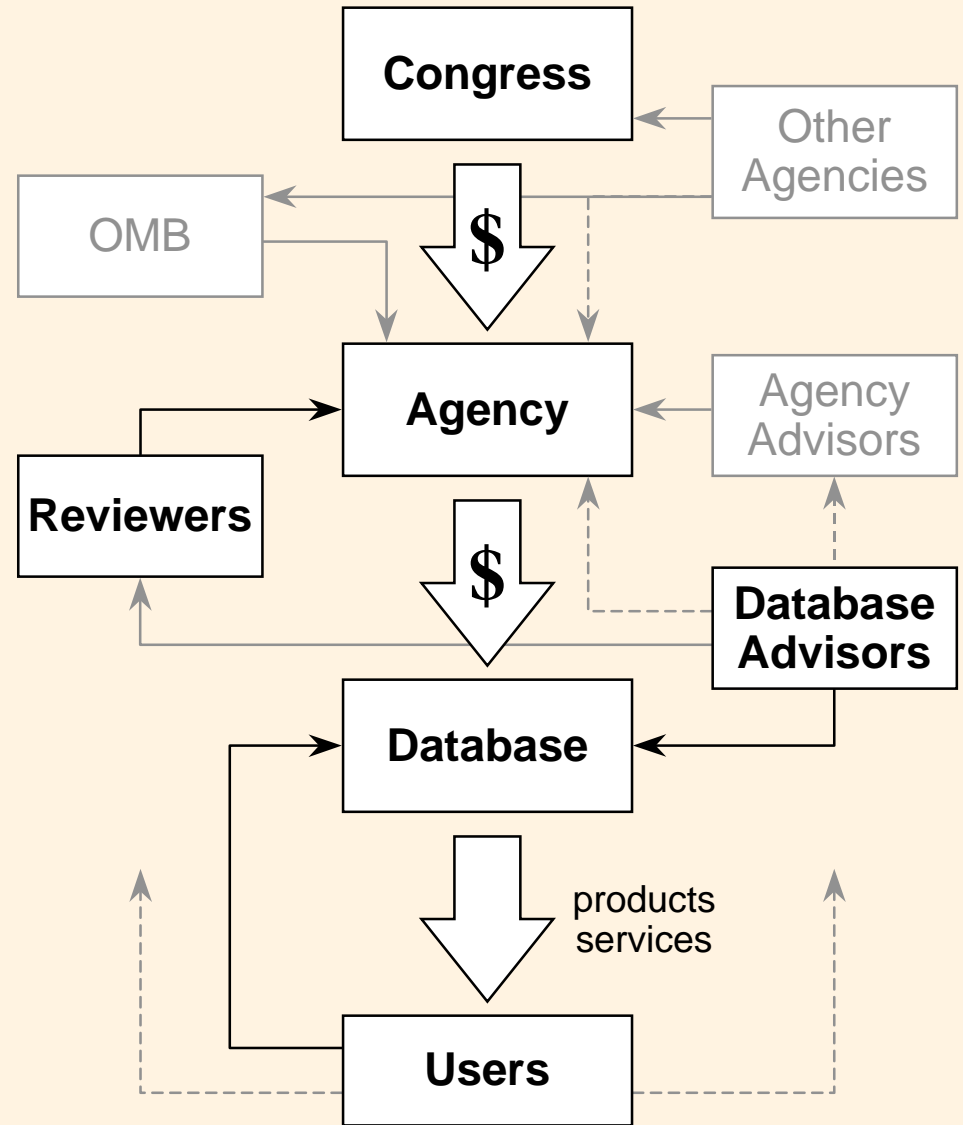 Congress
Other
Agencies
OMB
$
Agency
Agency
Advisors
Reviewers
$
Database
Advisors
Database
products
services
Users